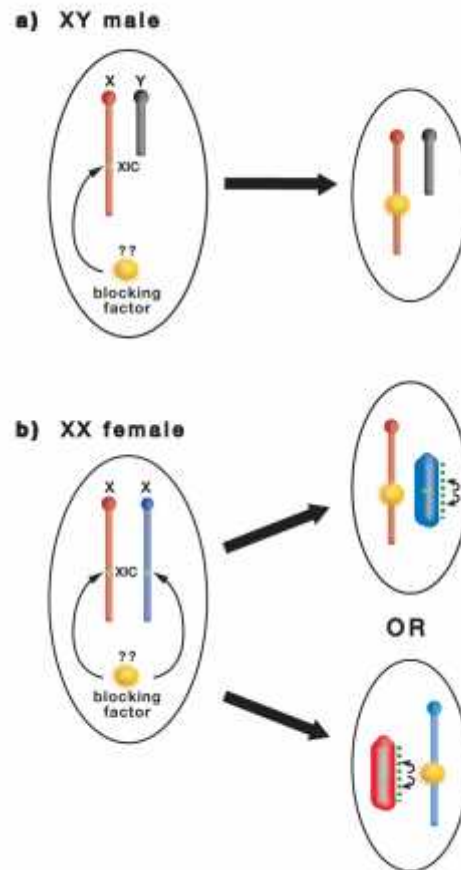 a) XY male
X Y
XIC
??
blocking
factor
b) XX female
X X
XIC
??
blocking
factor
OR